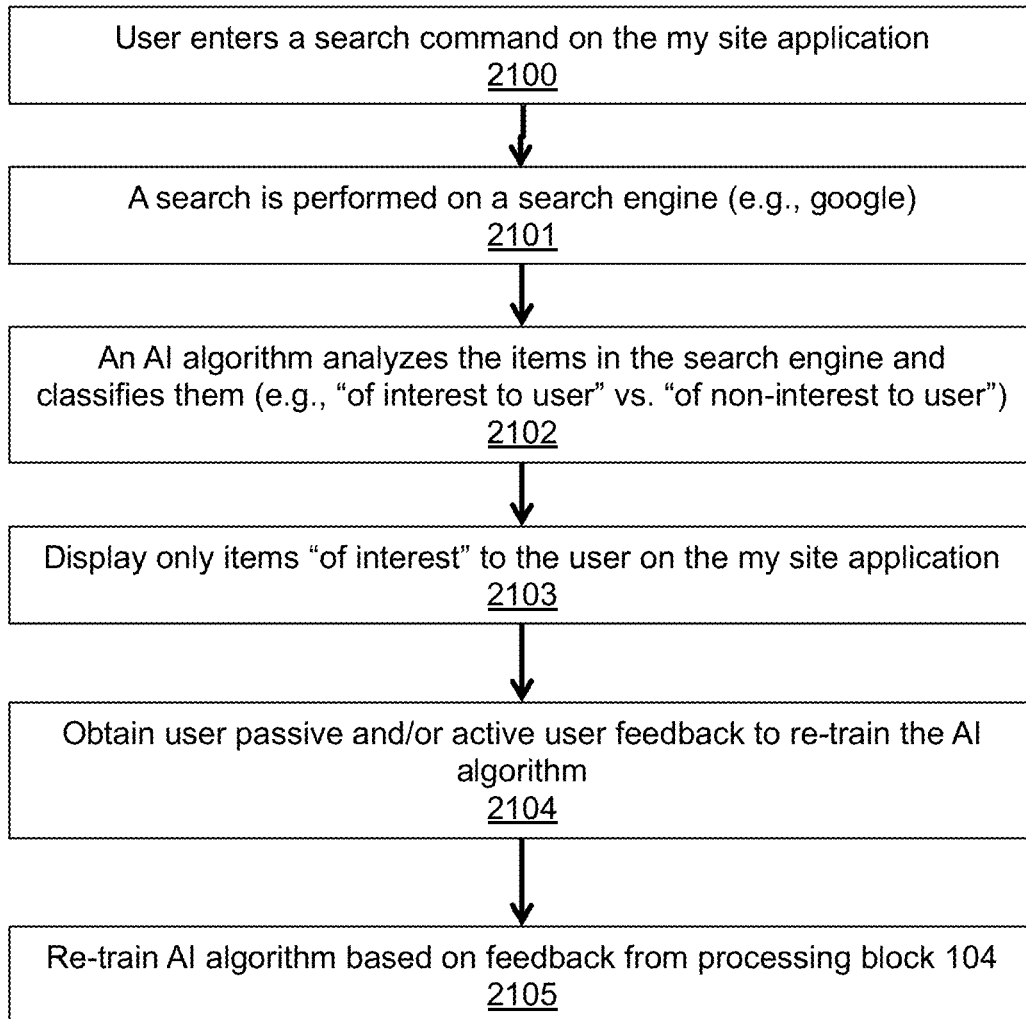 User enters a search command on the my site application
2100
A search is performed on a search engine (e.g., google)
2101
An AI algorithm analyzes the items in the search engine and
classifies them (e.g., “of interest to user” vs. “of non-interest to user”)
2102
Display only items “of interest” to the user on the my site application
2103
Obtain user passive and/or active user feedback to re-train the AI
algorithm
2104
Re-train AI algorithm based on feedback from processing block 104
2105